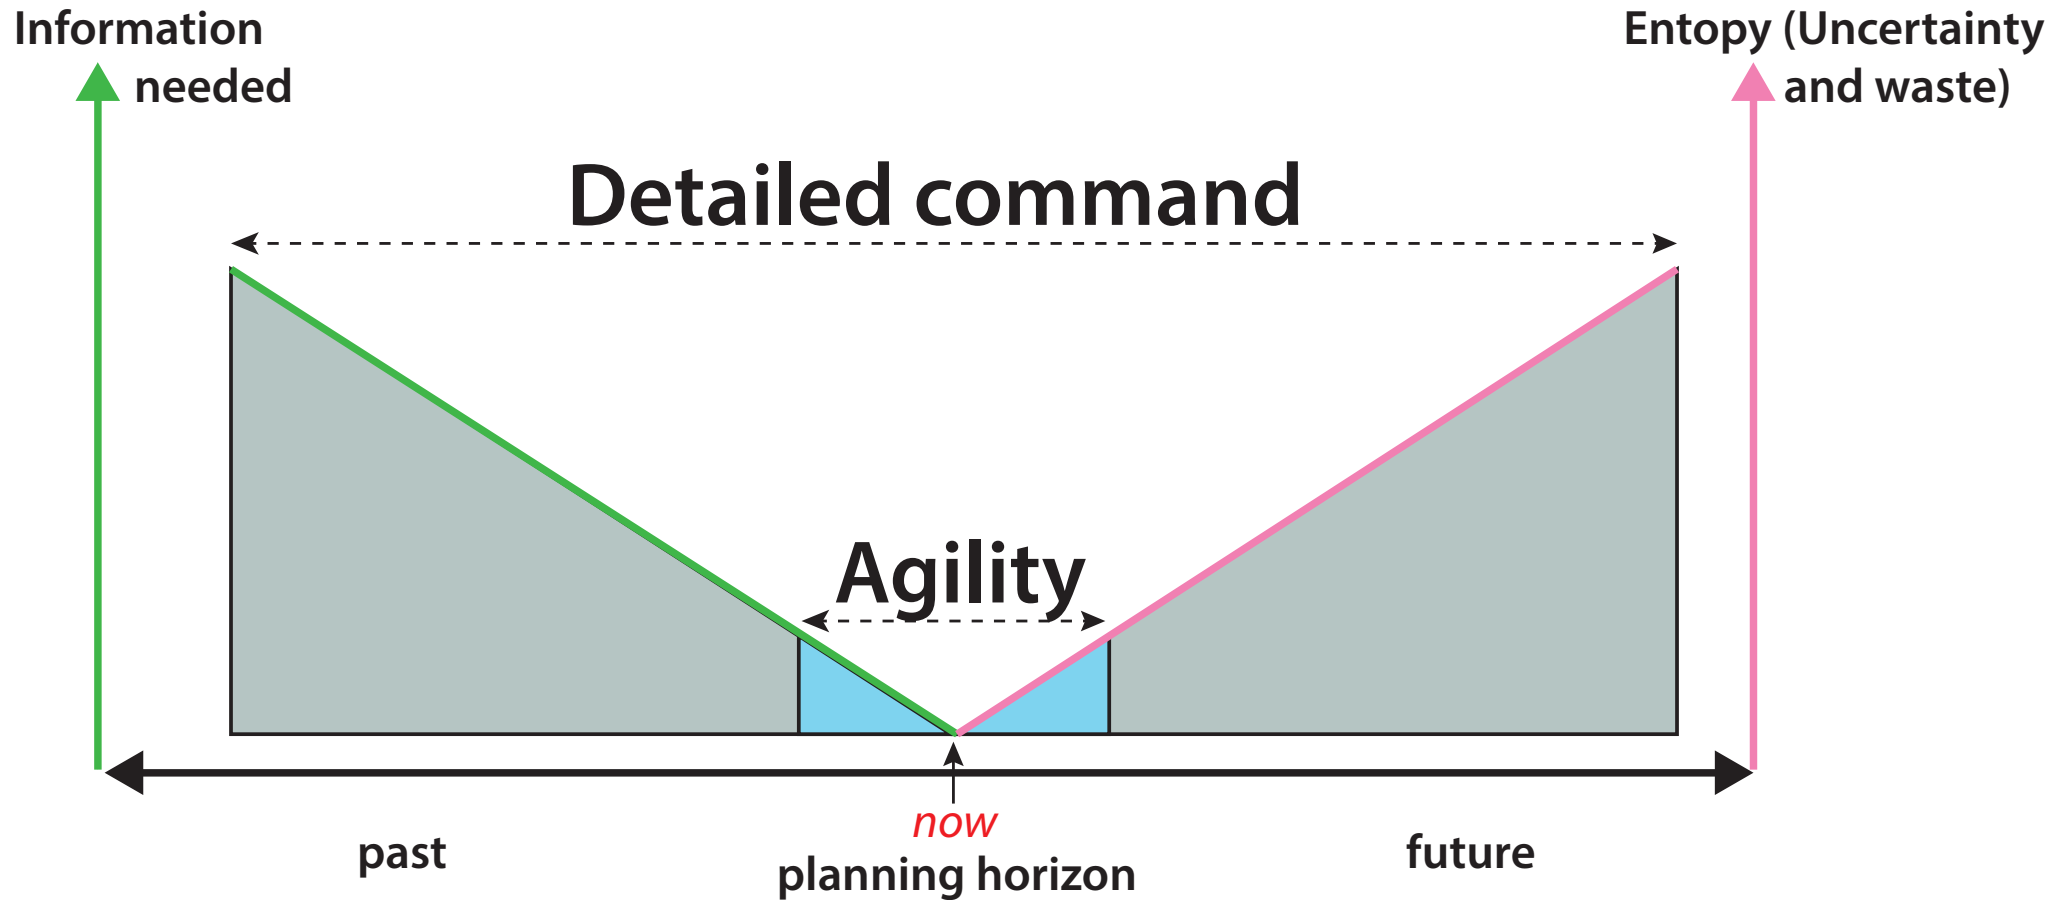 Information
needed
Entopy (Uncertainty
and waste)
Detailed command
Agility
now
past
planning horizon
future